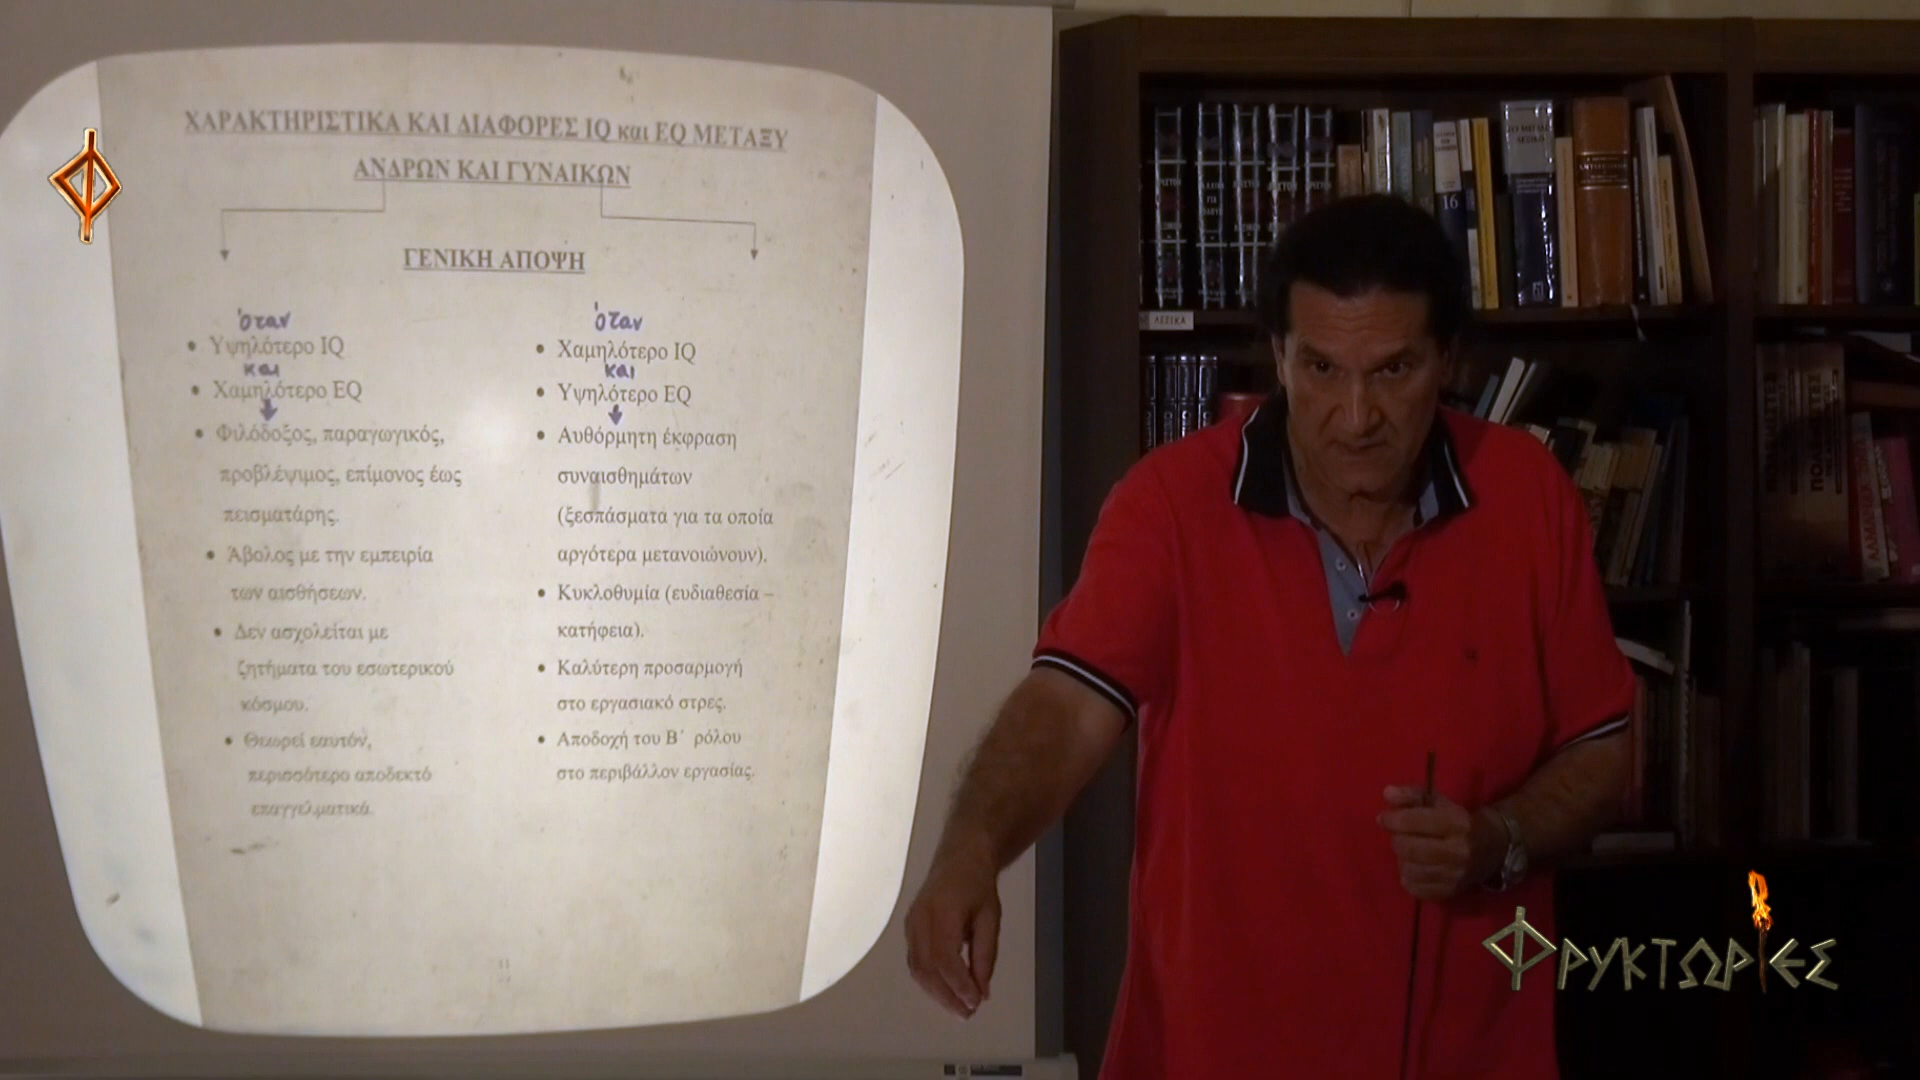 ΧΑΡΑΚΤΗΡΙΣΤΙΚΑ ΚΑΙ ΔΙΑΦΟΡΕΣ IQ και EQ ΜΕΤΑΞΥ
ΑΝΔΡΩΝ ΚΑΙ ΓΥΝΑΙΚΩΝ
ΓΕΝΙΚΗ ΑΠΟΨΗ
όταν
• Υψηλότερο IQ
και
• Χαμηλότερο EQ
• Φιλόδοξος, παραγωγικός,
προβλέψιμος, επίμονος έως
πεισματάρης.
• Άβολος με την εμπειρία
των αισθήσεων.
• Δεν ασχολείται με
ζητήματα του εσωτερικού
κόσμου.
• Θεωρεί εαυτόν,
περισσότερο αποδεκτό
επαγγελματικά.
όταν
• Χαμηλότερο IQ
και
• Υψηλότερο EQ
• Αυθόρμητη έκφραση
συναισθημάτων
(ξεσπάσματα για τα οποία
αργότερα μετανοιώνουν).
• Κυκλοθυμία (ευδιαθεσία –
κατήφεια).
• Καλύτερη προσαρμογή
στο εργασιακό στρες.
• Αποδοχή του Β΄ ρόλου
στο περιβάλλον εργασίας.
16
ΛΕΞΙΚΑ
ΦΡΥΚΤΩΡΙΕΣ